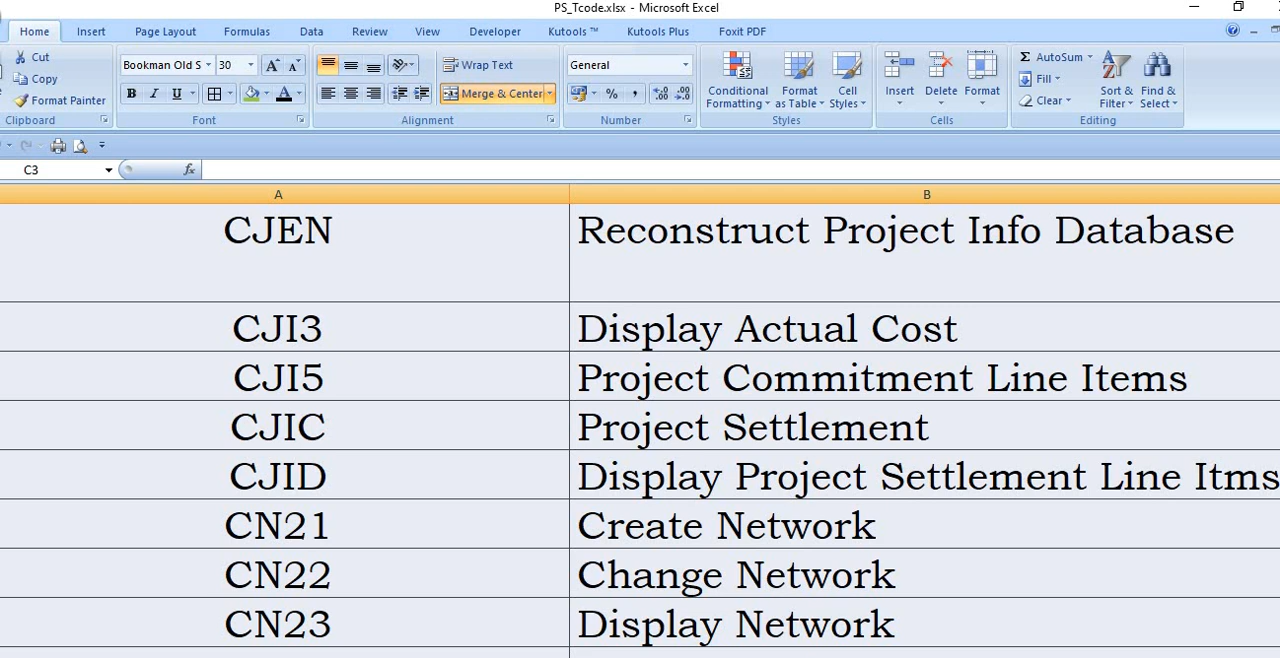 PS_Tcode.xlsx - Microsoft Excel
Home Insert Page Layout Formulas Data Review View Developer Kutools ™ Kutools Plus Foxit PDF
Cut
Copy
Format Painter
Clipboard
Bookman Old S 30 A A
B I U A
Font
Wrap Text
Merge & Center
Alignment
General
% ,
Number
Conditional Formatting
Format as Table
Cell Styles
Styles
Insert Delete Format
Cells
Σ AutoSum
Fill
Clear
Sort & Filter
Find & Select
Editing
C3 fx
A B
CJEN Reconstruct Project Info Database
CJI3 Display Actual Cost
CJI5 Project Commitment Line Items
CJIC Project Settlement
CJID Display Project Settlement Line Itms
CN21 Create Network
CN22 Change Network
CN23 Display Network